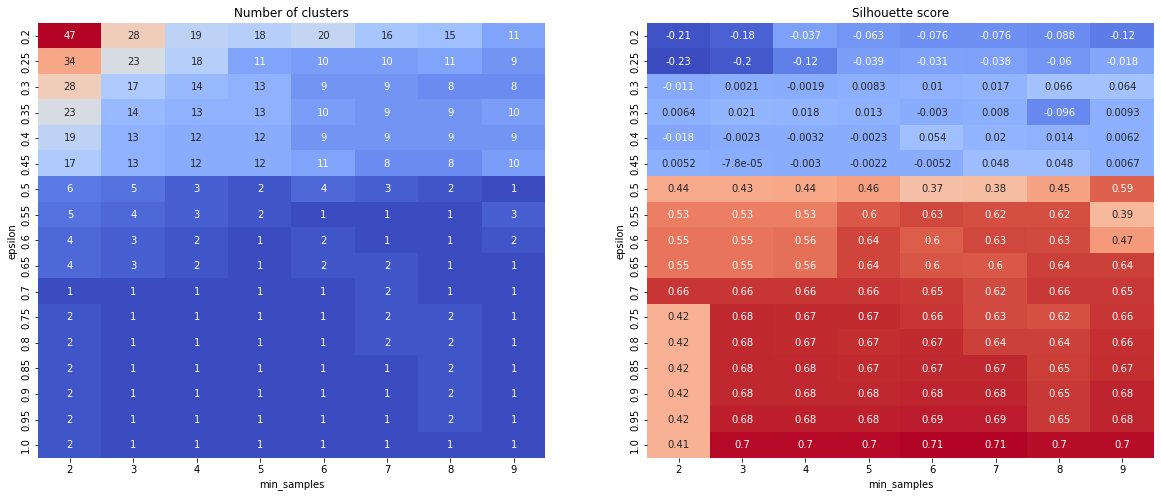 Number of clusters
epsilon
0.2 47 28 19 18 20 16 15 11
0.25 34 23 18 11 10 10 11 9
0.3 28 17 14 13 9 9 8 8
0.35 23 14 13 13 10 9 9 10
0.4 19 13 12 12 9 9 9 9
0.45 17 13 12 12 11 8 8 10
0.5 6 5 3 2 4 3 2 1
0.55 5 4 3 2 1 1 1 3
0.6 4 3 2 1 2 1 1 2
0.65 4 3 2 1 2 2 1 1
0.7 1 1 1 1 1 2 1 1
0.75 2 1 1 1 1 2 2 1
0.8 2 1 1 1 1 2 2 1
0.85 2 1 1 1 1 1 2 1
0.9 2 1 1 1 1 1 2 1
0.95 2 1 1 1 1 1 2 1
1.0 2 1 1 1 1 1 1 1
2 3 4 5 6 7 8 9
min_samples
Silhouette score
epsilon
0.2 -0.21 -0.18 -0.037 -0.063 -0.076 -0.076 -0.088 -0.12
0.25 -0.23 -0.2 -0.12 -0.039 -0.031 -0.038 -0.06 -0.018
0.3 -0.011 0.0021 -0.0019 0.0083 0.01 0.017 0.066 0.064
0.35 0.0064 0.021 0.018 0.013 -0.003 0.008 -0.096 0.0093
0.4 -0.018 -0.0023 -0.0032 -0.0023 0.054 0.02 0.014 0.0062
0.45 0.0052 -7.8e-05 -0.003 -0.0022 -0.0052 0.048 0.048 0.0067
0.5 0.44 0.43 0.44 0.46 0.37 0.38 0.45 0.59
0.55 0.53 0.53 0.53 0.6 0.63 0.62 0.62 0.39
0.6 0.55 0.55 0.56 0.64 0.6 0.63 0.63 0.47
0.65 0.55 0.55 0.56 0.64 0.6 0.6 0.64 0.64
0.7 0.66 0.66 0.66 0.66 0.65 0.62 0.66 0.65
0.75 0.42 0.68 0.67 0.67 0.66 0.63 0.62 0.66
0.8 0.42 0.68 0.67 0.67 0.67 0.64 0.64 0.66
0.85 0.42 0.68 0.68 0.67 0.67 0.67 0.65 0.67
0.9 0.42 0.68 0.68 0.68 0.68 0.68 0.65 0.68
0.95 0.42 0.68 0.68 0.68 0.69 0.69 0.65 0.68
1.0 0.41 0.7 0.7 0.7 0.71 0.71 0.7 0.7
2 3 4 5 6 7 8 9
min_samples